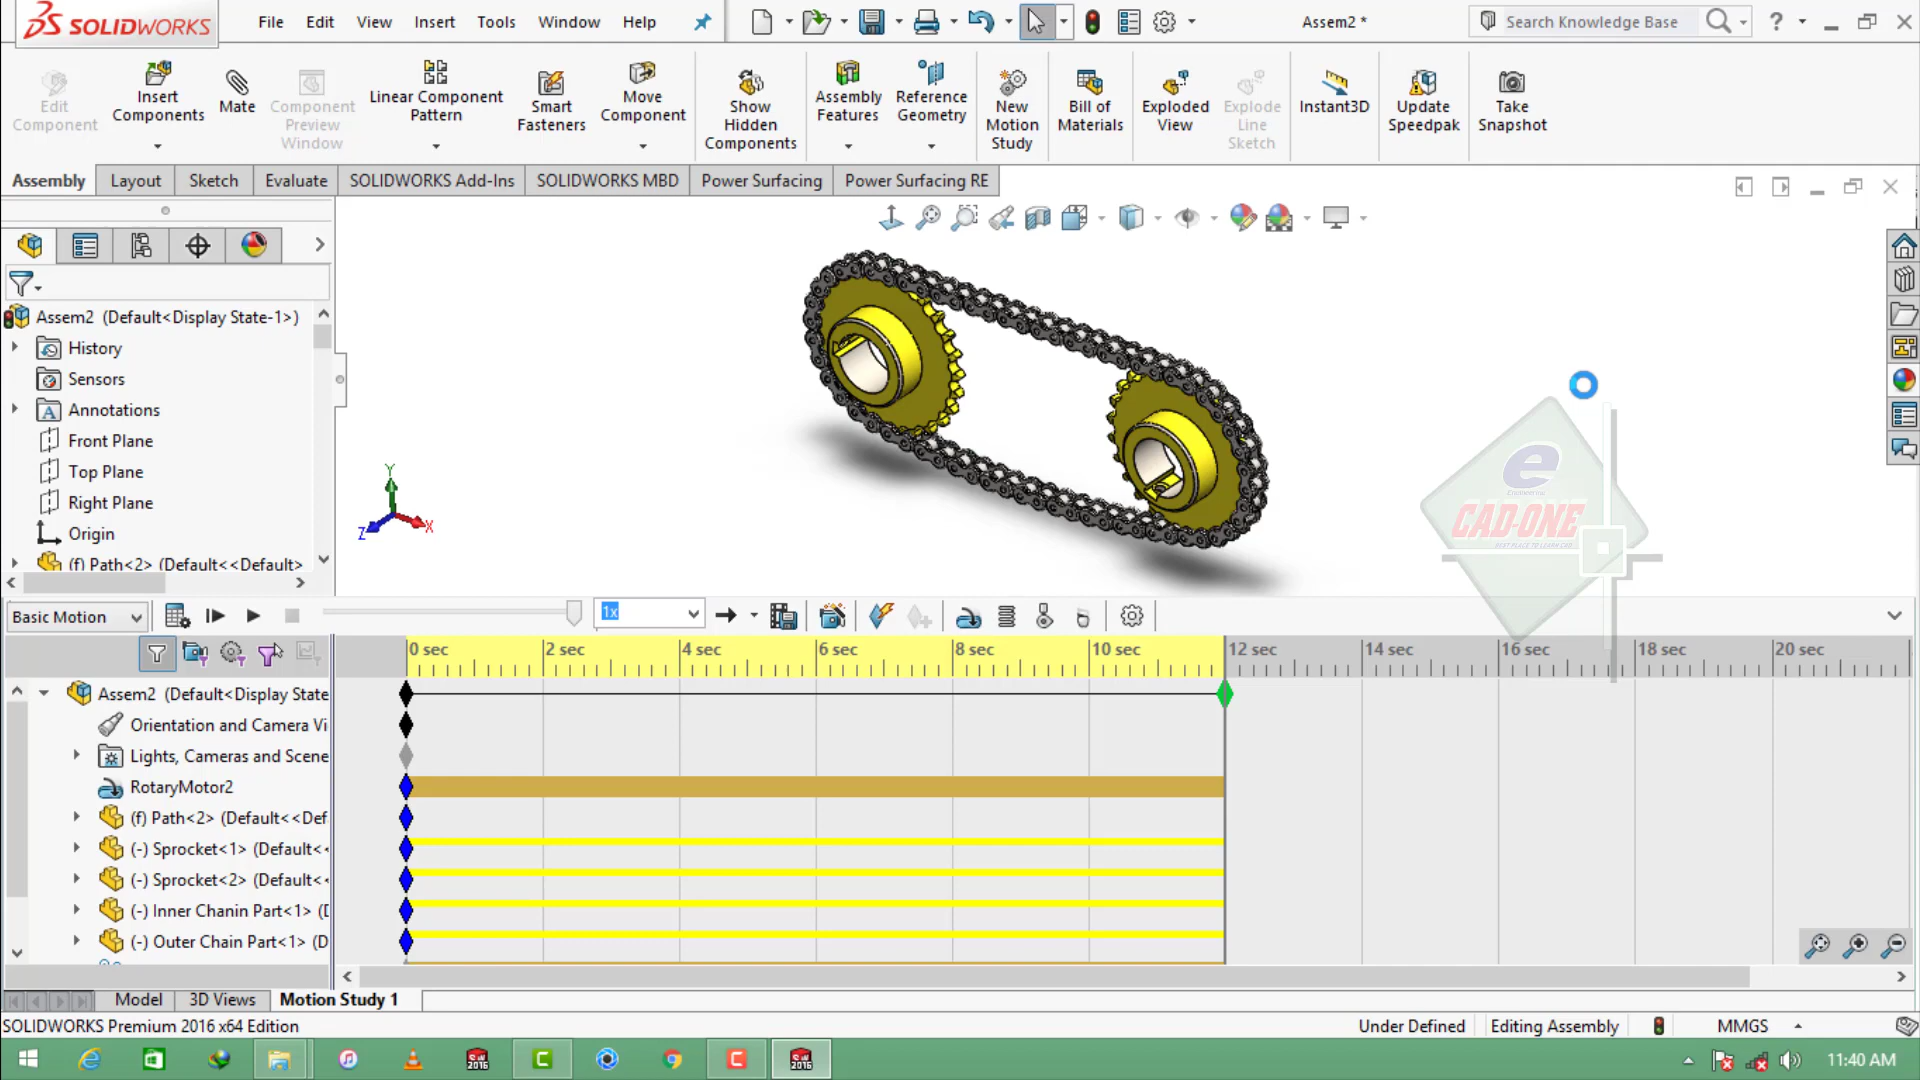 SOLIDWORKS
File Edit View Insert Tools Window Help
Assem2 *
Search Knowledge Base
?
Edit Component
Insert Components
Mate
Component Preview Window
Linear Component Pattern
Smart Fasteners
Move Component
Show Hidden Components
Assembly Features
Reference Geometry
New Motion Study
Bill of Materials
Exploded View
Explode Line Sketch
Instant3D
Update Speedpak
Take Snapshot
Assembly Layout Sketch Evaluate SOLIDWORKS Add-Ins SOLIDWORKS MBD Power Surfacing Power Surfacing RE
Assem2 (Default<Display State-1>)
History
Sensors
Annotations
Front Plane
Top Plane
Right Plane
Origin
(f) Path<2> (Default<<Default>
Y
Z
X
e
Engineering
CAD-ONE
BEST PLACE TO LEARN CAD
Basic Motion
1x
0 sec 2 sec 4 sec 6 sec 8 sec 10 sec 12 sec 14 sec 16 sec 18 sec 20 sec
Assem2 (Default<Display State
Orientation and Camera Vi
Lights, Cameras and Scene
RotaryMotor2
(f) Path<2> (Default<<Def
(-) Sprocket<1> (Default<<
(-) Sprocket<2> (Default<<
(-) Inner Chanin Part<1> (D
(-) Outer Chain Part<1> (D
Model 3D Views Motion Study 1
SOLIDWORKS Premium 2016 x64 Edition
Under Defined Editing Assembly MMGS
11:40 AM